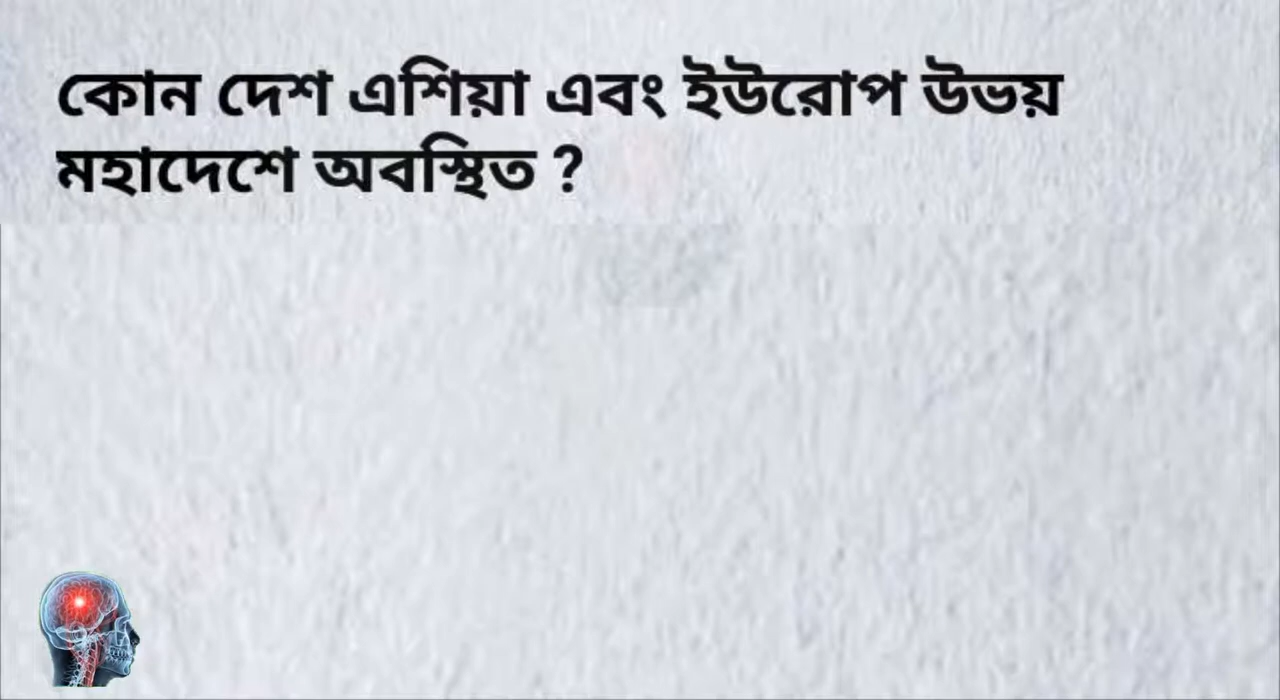 কোন দেশ এশিয়া এবং ইউরোপ উভয়
মহাদেশে অবস্থিত ?